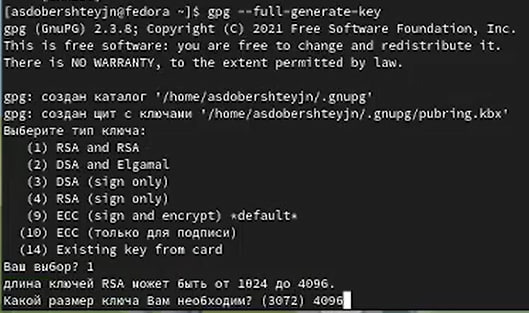 [asdobershteyjn@fedora ~]$ gpg --full-generate-key
gpg (GnuPG) 2.3.8; Copyright (C) 2021 Free Software Foundation, Inc.
This is free software: you are free to change and redistribute it.
There is NO WARRANTY, to the extent permitted by law.
gpg: создан каталог '/home/asdobershteyjn/.gnupg'
gpg: создан щит с ключами '/home/asdobershteyjn/.gnupg/pubring.kbx'
Выберите тип ключа:
(1) RSA and RSA
(2) DSA and Elgamal
(3) DSA (sign only)
(4) RSA (sign only)
(9) ECC (sign and encrypt) *default*
(10) ECC (только для подписи)
(14) Existing key from card
Ваш выбор? 1
длина ключей RSA может быть от 1024 до 4096.
Какой размер ключа Вам необходим? (3072) 4096